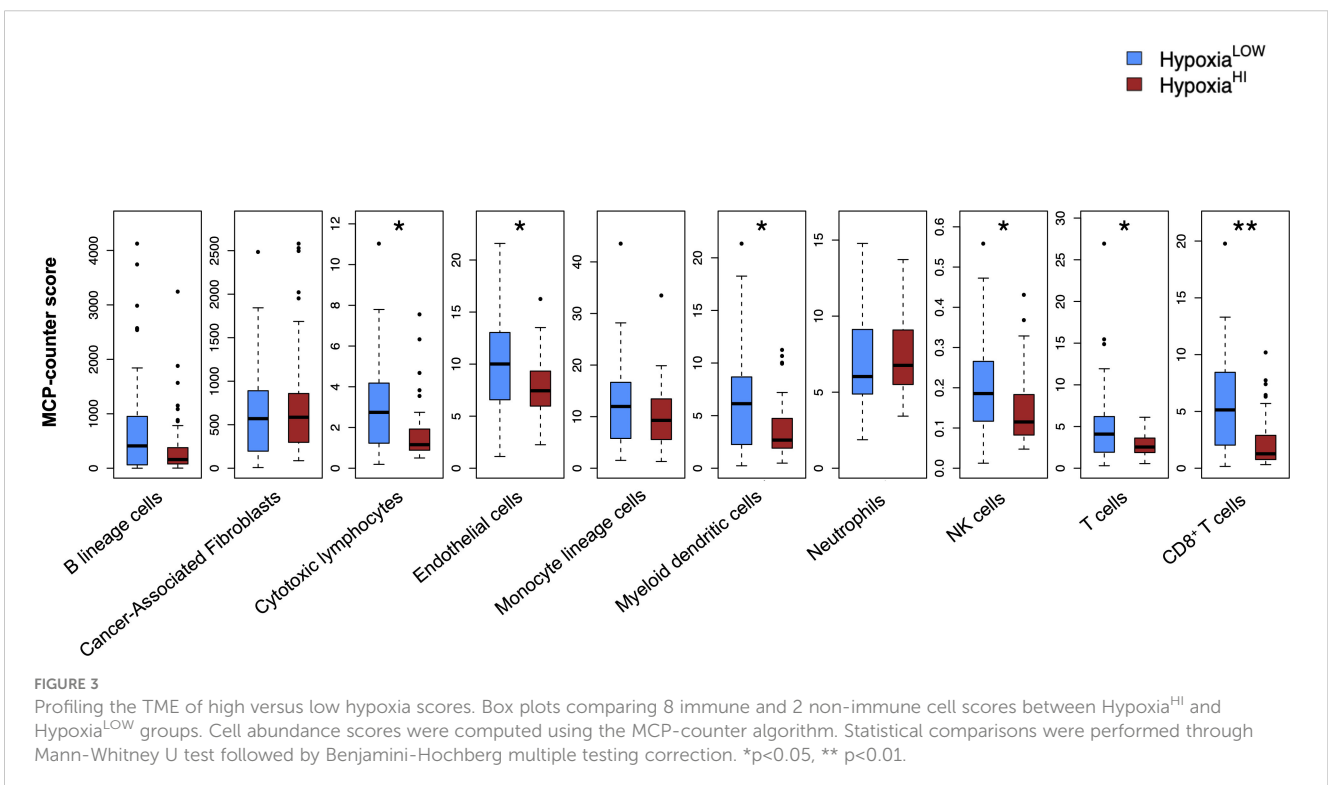 Hypoxia^LOW
Hypoxia^HI
MCP-counter score
0 1000 2000 3000 4000
0 500 1000 1500 2000 2500
0 2 4 6 8 10 12
0 5 10 15 20
0 10 20 30 40
0 5 10 15 20
0 5 10 15
0.0 0.1 0.2 0.3 0.4 0.5 0.6
0 5 10 15 20 25 30
0 5 10 15 20
* * * * * **
B lineage cells
Cancer-Associated Fibroblasts
Cytotoxic lymphocytes
Endothelial cells
Monocyte lineage cells
Myeloid dendritic cells
Neutrophils
NK cells
T cells
CD8⁺ T cells
FIGURE 3
Profiling the TME of high versus low hypoxia scores. Box plots comparing 8 immune and 2 non-immune cell scores between Hypoxia^HI and
Hypoxia^LOW groups. Cell abundance scores were computed using the MCP-counter algorithm. Statistical comparisons were performed through
Mann-Whitney U test followed by Benjamini-Hochberg multiple testing correction. *p<0.05, ** p<0.01.